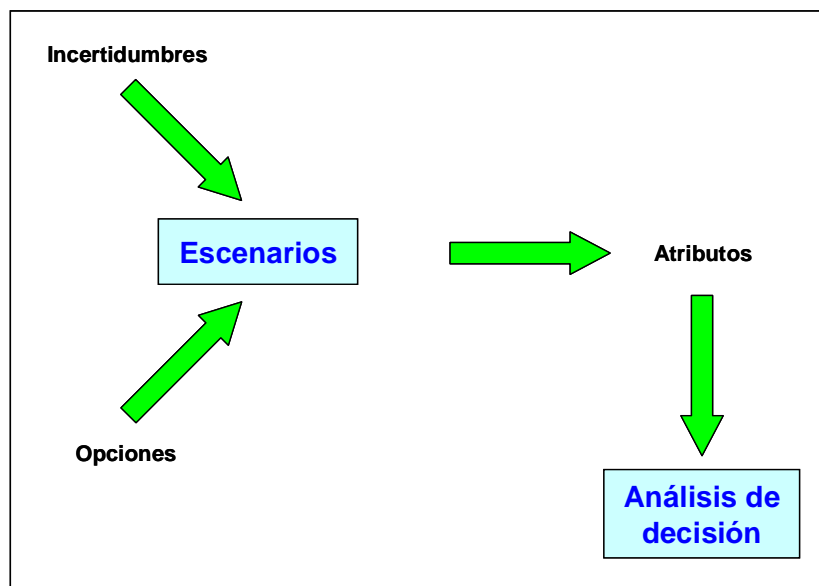 Incertidumbres
Escenarios
Atributos
Opciones
Análisis de
decisión